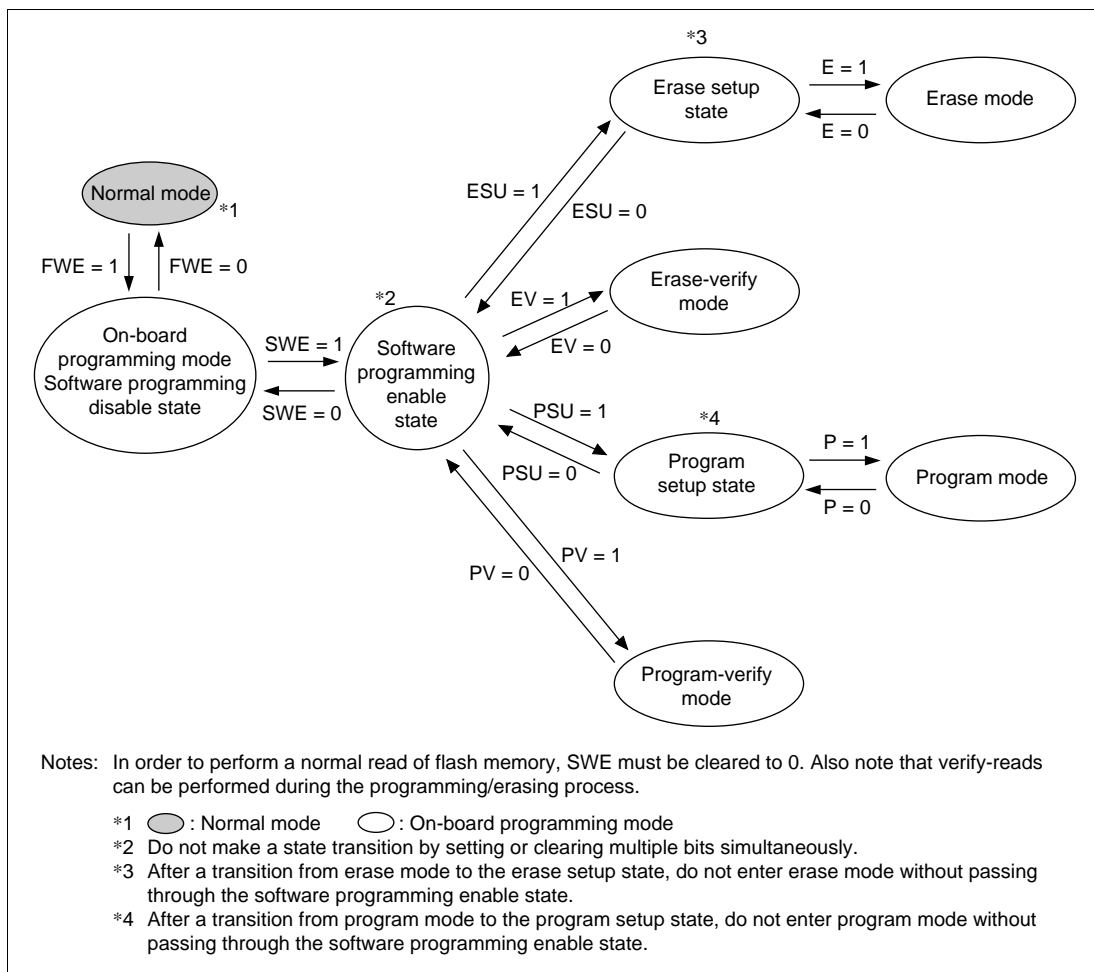 *3
Erase setup
state
E = 1
E = 0
Erase mode
Normal mode
*1
FWE = 1
FWE = 0
ESU = 1
ESU = 0
Erase-verify
mode
*2
EV = 1
EV = 0
On-board
programming mode
Software programming
disable state
SWE = 1
SWE = 0
Software
programming
enable
state
PSU = 1
PSU = 0
*4
Program
setup state
P = 1
P = 0
Program mode
PV = 1
PV = 0
Program-verify
mode
Notes: In order to perform a normal read of flash memory, SWE must be cleared to 0. Also note that verify-reads
can be performed during the programming/erasing process.
*1 : Normal mode : On-board programming mode
*2 Do not make a state transition by setting or clearing multiple bits simultaneously.
*3 After a transition from erase mode to the erase setup state, do not enter erase mode without passing
through the software programming enable state.
*4 After a transition from program mode to the program setup state, do not enter program mode without
passing through the software programming enable state.